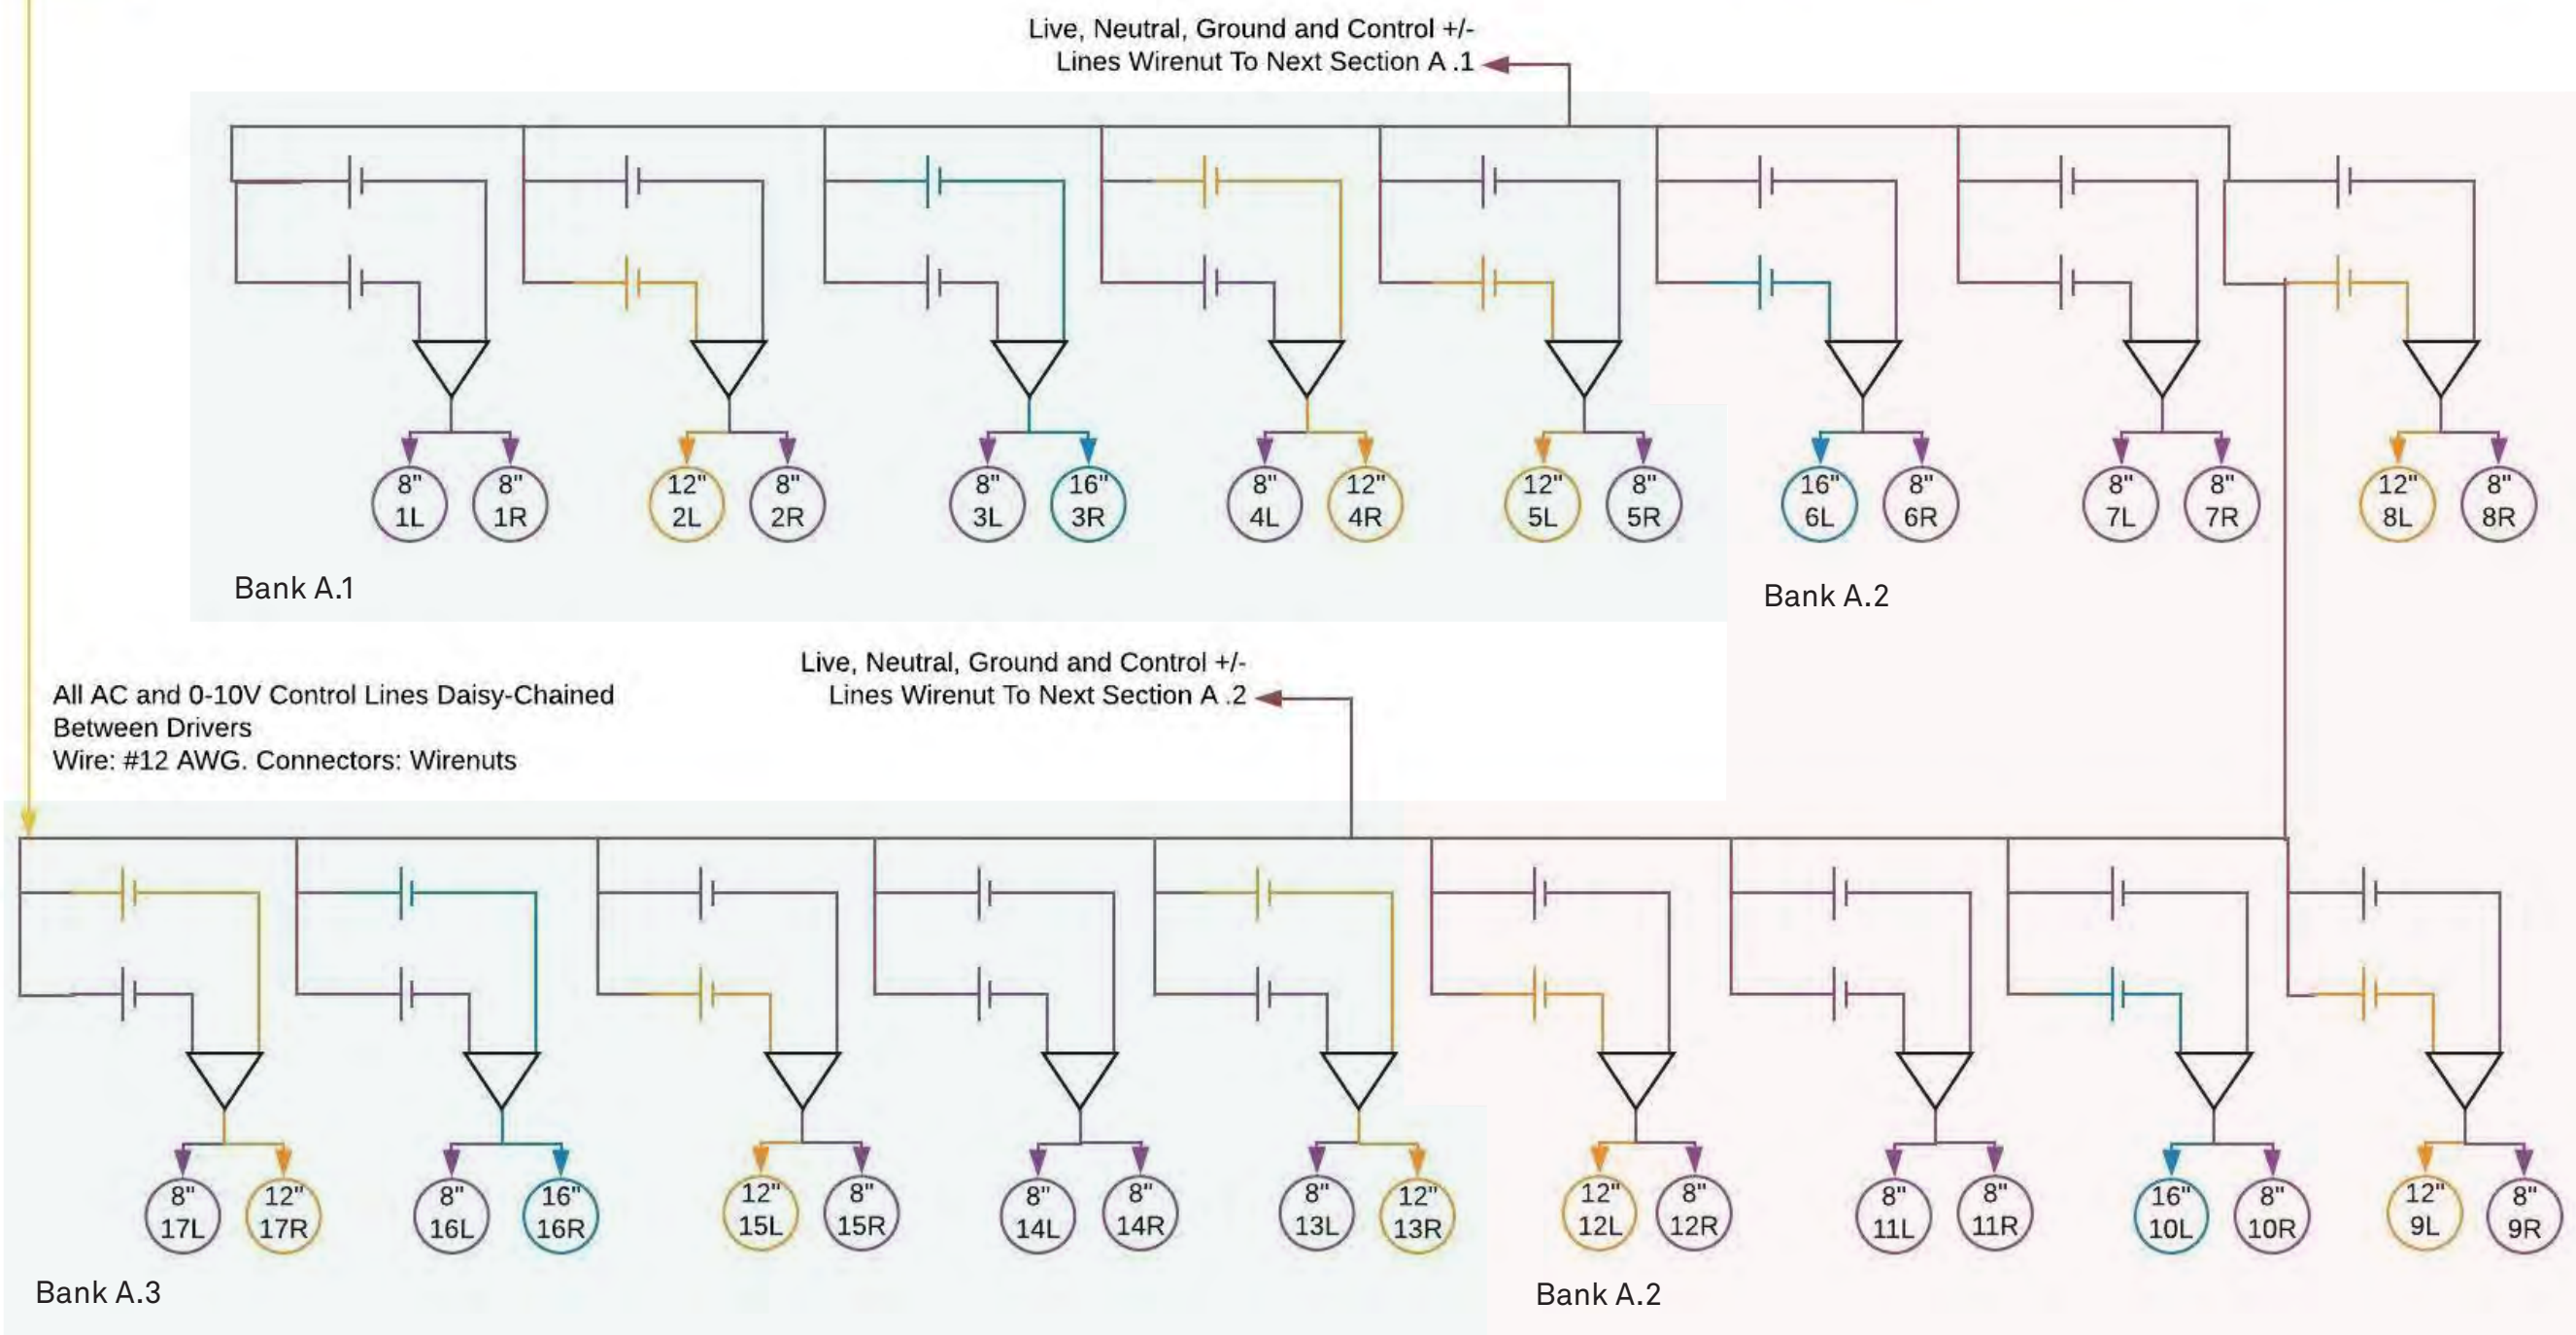 Live, Neutral, Ground and Control +/-
Lines Wirenut To Next Section A .1
8" 8" 12" 8" 8" 16" 8" 12" 12" 8" 16" 8" 8" 8" 12" 8"
1L 1R 2L 2R 3L 3R 4L 4R 5L 5R 6L 6R 7L 7R 8L 8R
Bank A.1
Bank A.2
Live, Neutral, Ground and Control +/-
Lines Wirenut To Next Section A .2
All AC and 0-10V Control Lines Daisy-Chained
Between Drivers
Wire: #12 AWG. Connectors: Wirenuts
8" 12" 8" 16" 12" 8" 8" 8" 8" 12" 12" 8" 8" 8" 16" 8" 12" 8"
17L 17R 16L 16R 15L 15R 14L 14R 13L 13R 12L 12R 11L 11R 10L 10R 9L 9R
Bank A.3
Bank A.2